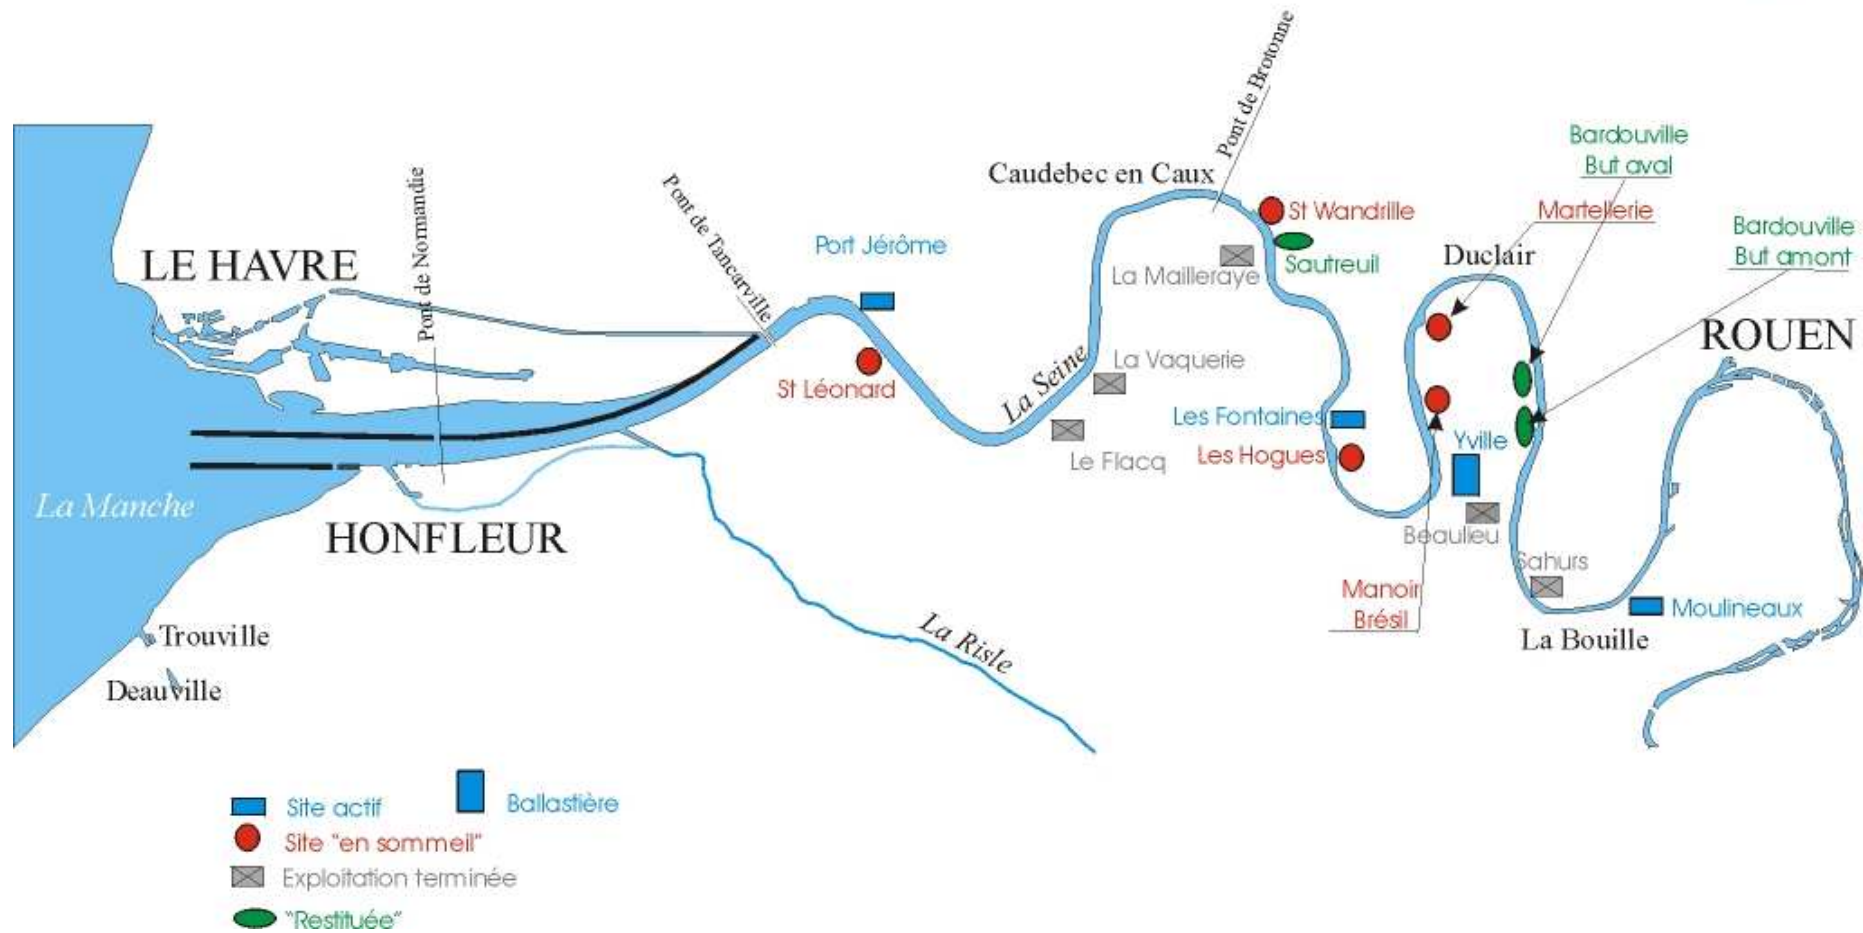 Pont de Brotonne
Bardouville
But aval
Caudebec en Caux
Pont de Normandie
Pont de Tancarville
St Wandrille
Martellerie
Bardouville
But amont
LE HAVRE
Port Jérôme
La Mailleraye
Sautreuil
Duclair
ROUEN
St Léonard
La Seine
La Vaquerie
Les Fontaines
Yville
Le Flacq
Les Hogues
La Manche
HONFLEUR
Beaulieu
Sahurs
Manoir
Brésil
Moulineaux
La Bouille
Trouville
La Risle
Deauville
Site actif
Ballastière
Site "en sommeil"
Exploitation terminée
"Restituée"